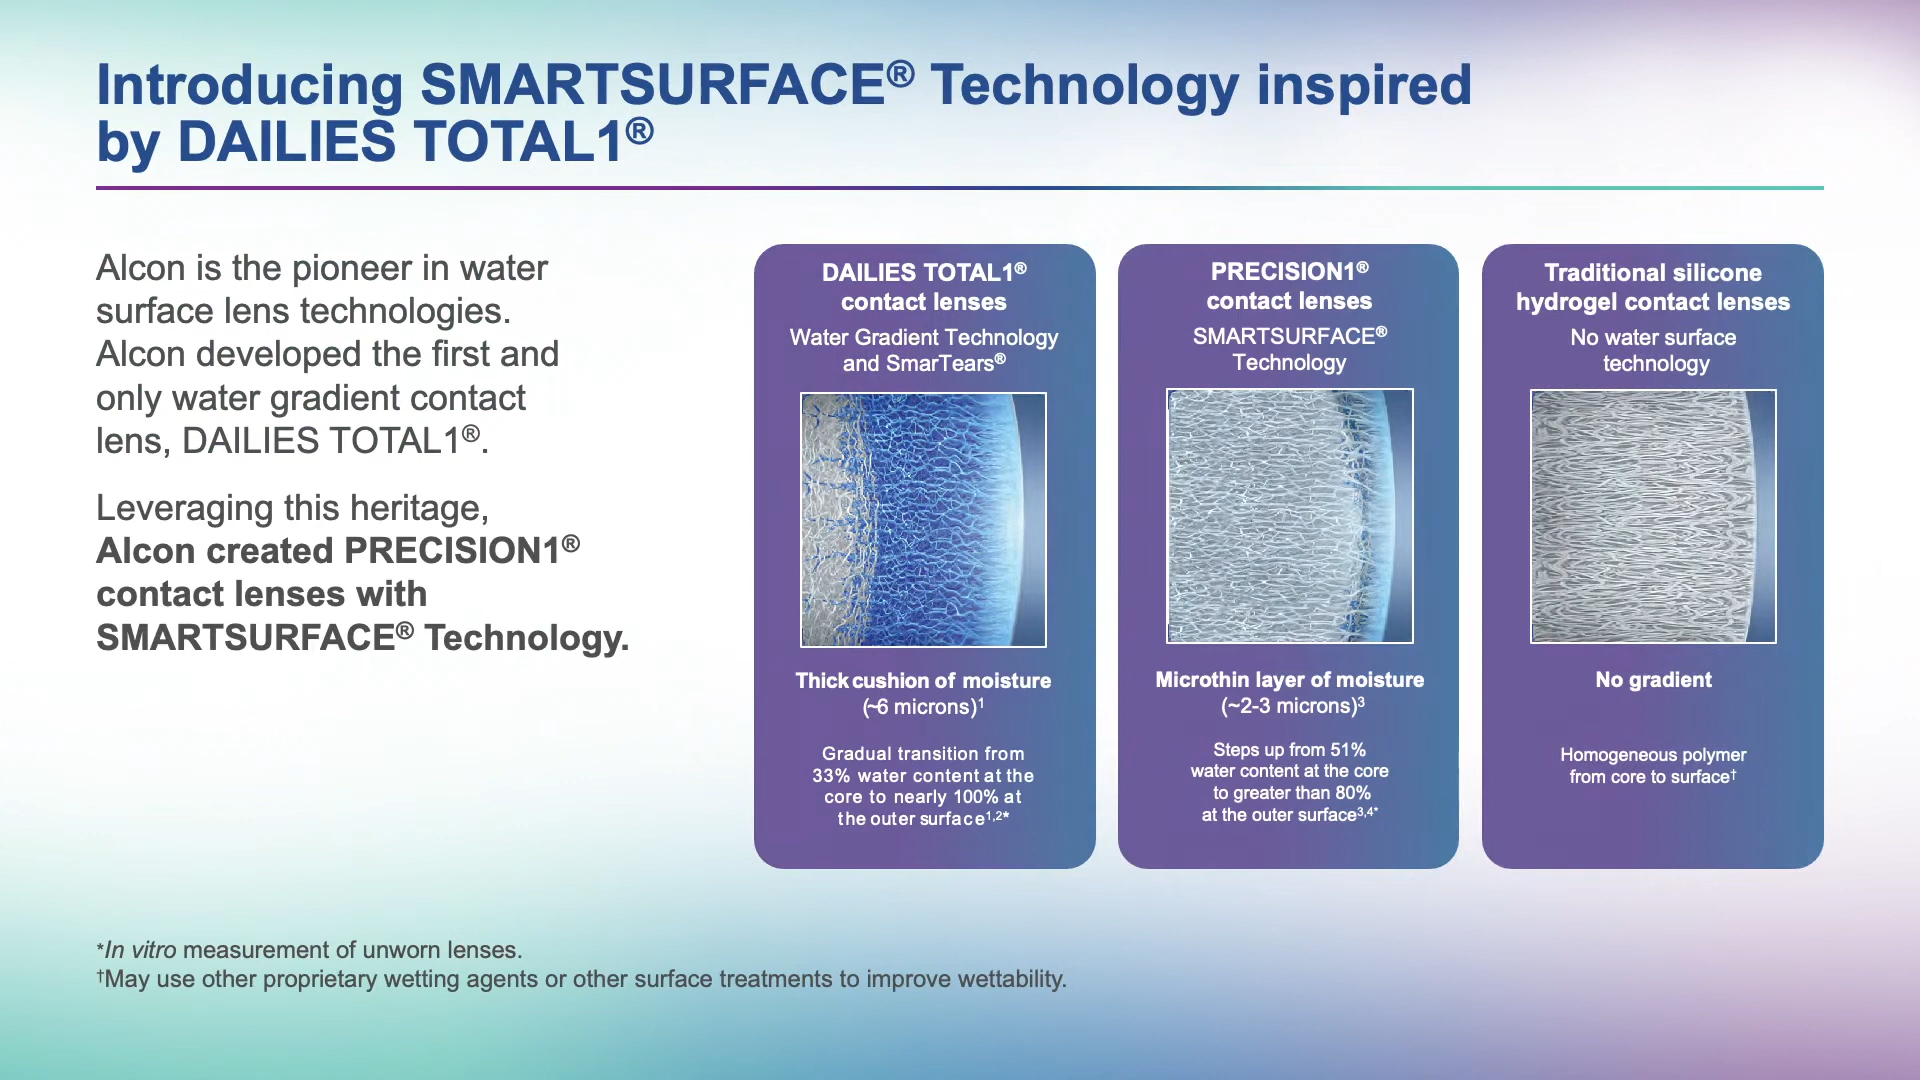 Introducing SMARTSURFACE® Technology inspired
by DAILIES TOTAL1®
Alcon is the pioneer in water
surface lens technologies.
Alcon developed the first and
only water gradient contact
lens, DAILIES TOTAL1®.
Leveraging this heritage,
Alcon created PRECISION1®
contact lenses with
SMARTSURFACE® Technology.
DAILIES TOTAL1®
contact lenses
Water Gradient Technology
and SmarTears®
Thick cushion of moisture
(~6 microns)¹
Gradual transition from
33% water content at the
core to nearly 100% at
the outer surface¹,²*
PRECISION1®
contact lenses
SMARTSURFACE®
Technology
Microthin layer of moisture
(~2-3 microns)³
Steps up from 51%
water content at the core
to greater than 80%
at the outer surface³,⁴*
Traditional silicone
hydrogel contact lenses
No water surface
technology
No gradient
Homogeneous polymer
from core to surface†
*In vitro measurement of unworn lenses.
†May use other proprietary wetting agents or other surface treatments to improve wettability.